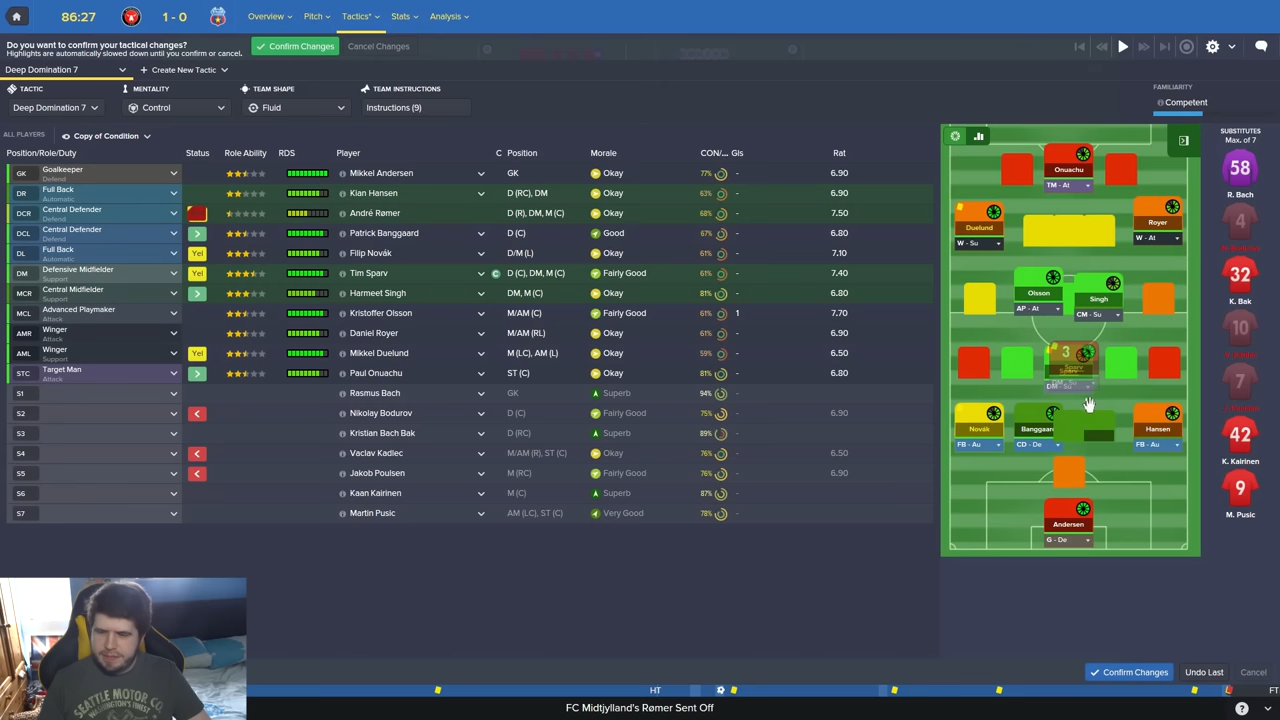 86:27
1 - 0
Overview
Pitch
Tactics*
Stats
Analysis
Do you want to confirm your tactical changes?
Highlights are automatically slowed down until you confirm or cancel.
Confirm Changes
Cancel Changes
Deep Domination 7
Create New Tactic
TACTIC
MENTALITY
TEAM SHAPE
TEAM INSTRUCTIONS
FAMILIARITY
Deep Domination 7
Control
Fluid
Instructions (9)
Competent
ALL PLAYERS
Copy of Condition
Position/Role/Duty Status Role Ability RDS Player C Position Morale CON/... Gls Rat
GK Goalkeeper Defend Mikkel Andersen GK Okay 77% - 6.90
DR Full Back Automatic Kian Hansen D (RC), DM Okay 63% - 6.90
DCR Central Defender Defend André Rømer D (R), DM, M (C) Okay 68% - 7.50
DCL Central Defender Defend Patrick Banggaard D (C) Good 67% - 6.80
DL Full Back Automatic Yel Filip Novák D/M (L) Okay 61% - 7.10
DM Defensive Midfielder Support Yel Tim Sparv C D (C), DM, M (C) Fairly Good 61% - 7.40
MCR Central Midfielder Support Harmeet Singh DM, M (C) Okay 81% - 6.80
MCL Advanced Playmaker Attack Kristoffer Olsson M/AM (C) Fairly Good 61% 1 7.70
AMR Winger Attack Daniel Royer M/AM (RL) Okay 61% - 6.90
AML Winger Support Yel Mikkel Duelund M (LC), AM (L) Okay 59% - 6.50
STC Target Man Attack Paul Onuachu ST (C) Okay 81% - 6.80
S1 Rasmus Bach GK Superb 94% -
S2 Nikolay Bodurov D (C) Fairly Good 75% - 6.90
S3 Kristian Bach Bak D (RC) Superb 89% -
S4 Vaclav Kadlec M/AM (R), ST (C) Okay 76% - 6.50
S5 Jakob Poulsen M (RC) Fairly Good 76% - 6.90
S6 Kaan Kairinen M (C) Superb 87% -
S7 Martin Pusic AM (LC), ST (C) Very Good 78% -
Onuachu
TM - At
Duelund
W - Su
Royer
W - At
Olsson
AP - At
Singh
CM - Su
3
Sparv
Novák
FB - Au
Banggaar
CD - De
Hansen
FB - Au
Andersen
G - De
SUBSTITUTES
Max. of 7
58
R. Bach
4
32
K. Bak
10
7
42
K. Kairinen
9
M. Pusic
Confirm Changes
Undo Last
Cancel
HT
FT
FC Midtjylland's Rømer Sent Off
SEATTLE MOTOR CO